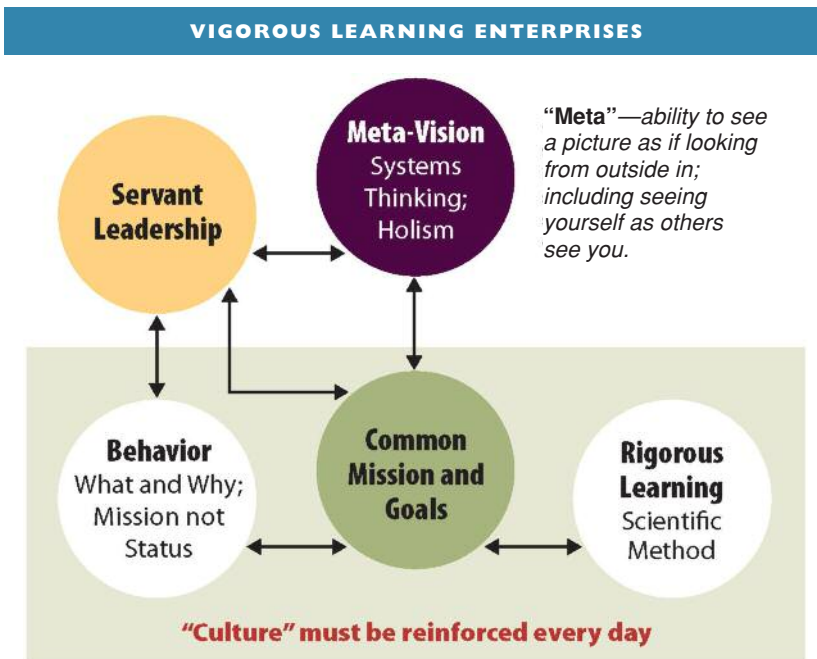 VIGOROUS LEARNING ENTERPRISES
Servant
Leadership
Meta-Vision
Systems
Thinking;
Holism
“Meta”—ability to see
a picture as if looking
from outside in;
including seeing
yourself as others
see you.
Behavior
What and Why;
Mission not
Status
Common
Mission and
Goals
Rigorous
Learning
Scientific
Method
“Culture” must be reinforced every day